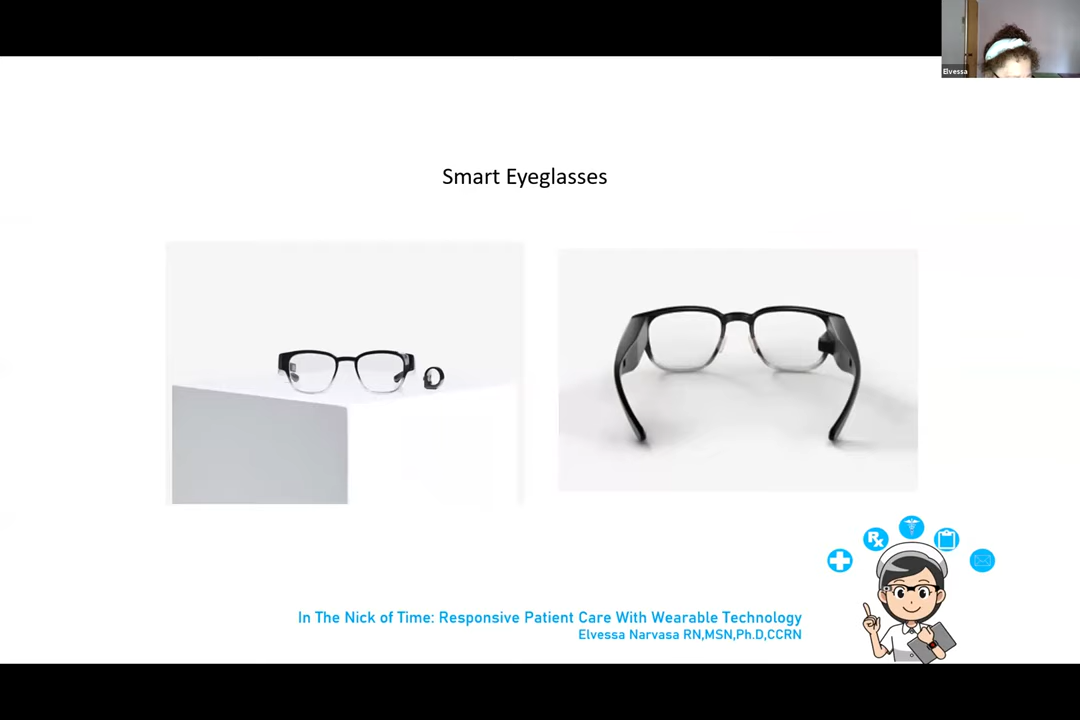 Elvessa
Smart Eyeglasses
Rx
In The Nick of Time: Responsive Patient Care With Wearable Technology
Elvessa Narvasa RN,MSN,Ph.D,CCRN